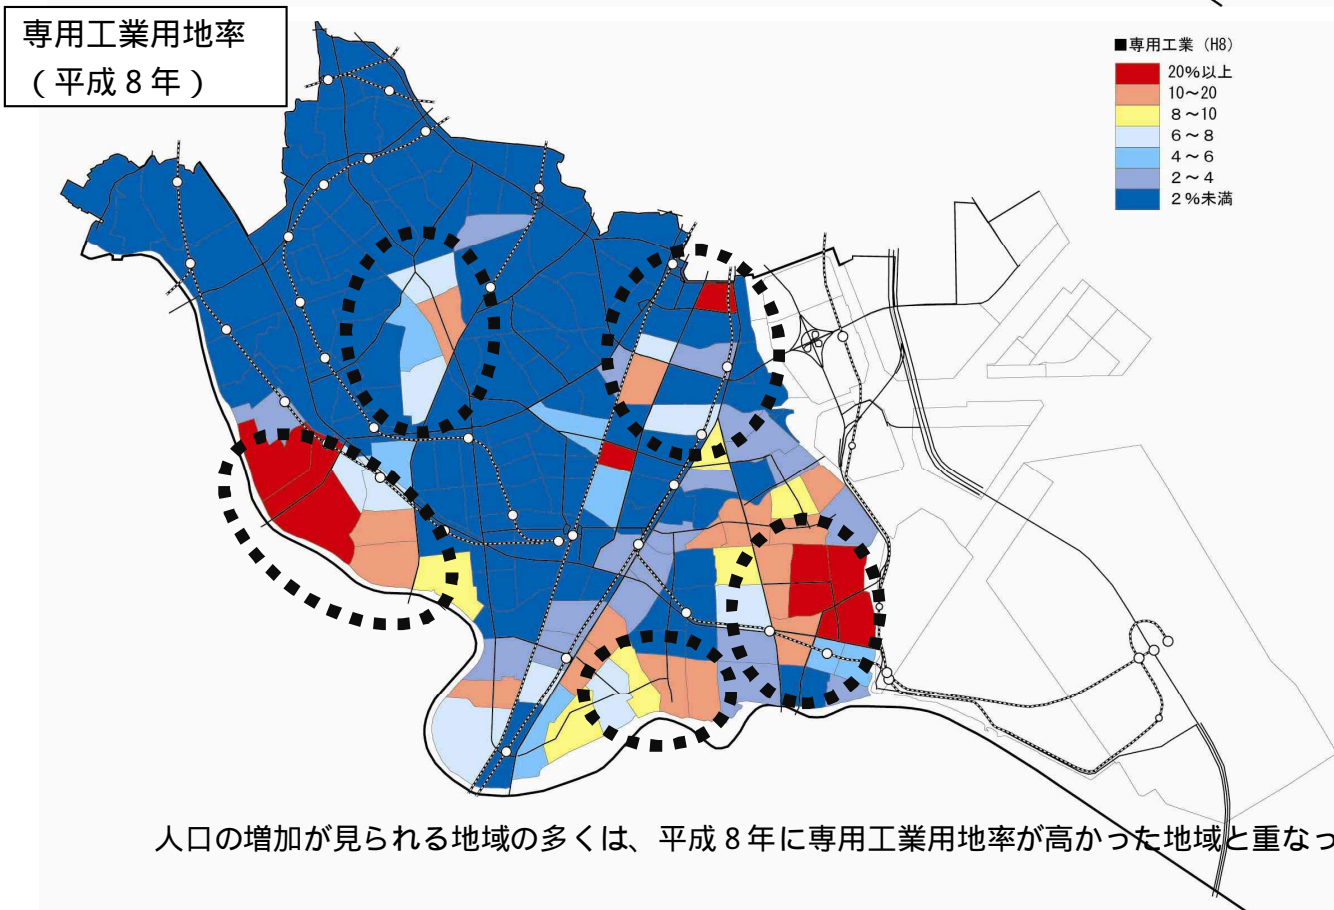 専用工業用地率
（平成８年）
■専用工業（H8）
20%以上
10～20
８～10
６～８
４～６
２～４
２%未満
人口の増加が見られる地域の多くは、平成８年に専用工業用地率が高かった地域と重なっ